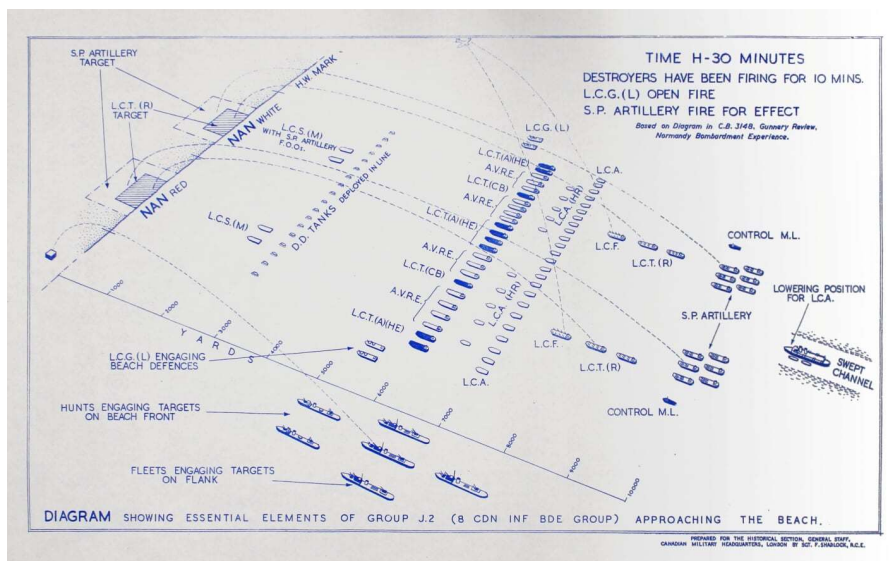 TIME H-30 MINUTES
DESTROYERS HAVE BEEN FIRING FOR 10 MINS.
L.C.G.(L) OPEN FIRE
S.P. ARTILLERY FIRE FOR EFFECT
Based on Diagram in C.B. 3148, Gunnery Review,
Normandy Bombardment Experience.
S.P. ARTILLERY
TARGET
L.C.T.(R)
TARGET
H.W. MARK
NAN WHITE
NAN RED
L.C.S.(M)
WITH S.P. ARTILLERY
F.O.Os.
L.C.S.(M)
D.D. TANKS DEPLOYED IN LINE
L.C.G.(L)
L.C.T.(A)(HE)
A.V.R.E.
L.C.T.(CB)
A.V.R.E.
L.C.T.(A)(HE)
A.V.R.E.
L.C.T.(CB)
A.V.R.E.
L.C.T.(A)(HE)
L.C.A.
L.C.A.(HR)
L.C.A.(HR)
L.C.A.
L.C.F.
L.C.T.(R)
L.C.F.
L.C.T.(R)
CONTROL M.L.
S.P. ARTILLERY
CONTROL M.L.
LOWERING POSITION
FOR L.C.A.
SWEPT
CHANNEL
1000
2000
3000
4000
5000
6000
7000
8000
9000
10000
YARDS
L.C.G.(L) ENGAGING
BEACH DEFENCES
HUNTS ENGAGING TARGETS
ON BEACH FRONT
FLEETS ENGAGING TARGETS
ON FLANK
DIAGRAM SHOWING ESSENTIAL ELEMENTS OF GROUP J.2 (8 CDN INF BDE GROUP) APPROACHING THE BEACH.
PREPARED FOR THE HISTORICAL SECTION, GENERAL STAFF,
CANADIAN MILITARY HEADQUARTERS, LONDON BY SGT. F. SHADLOCK, R.C.E.